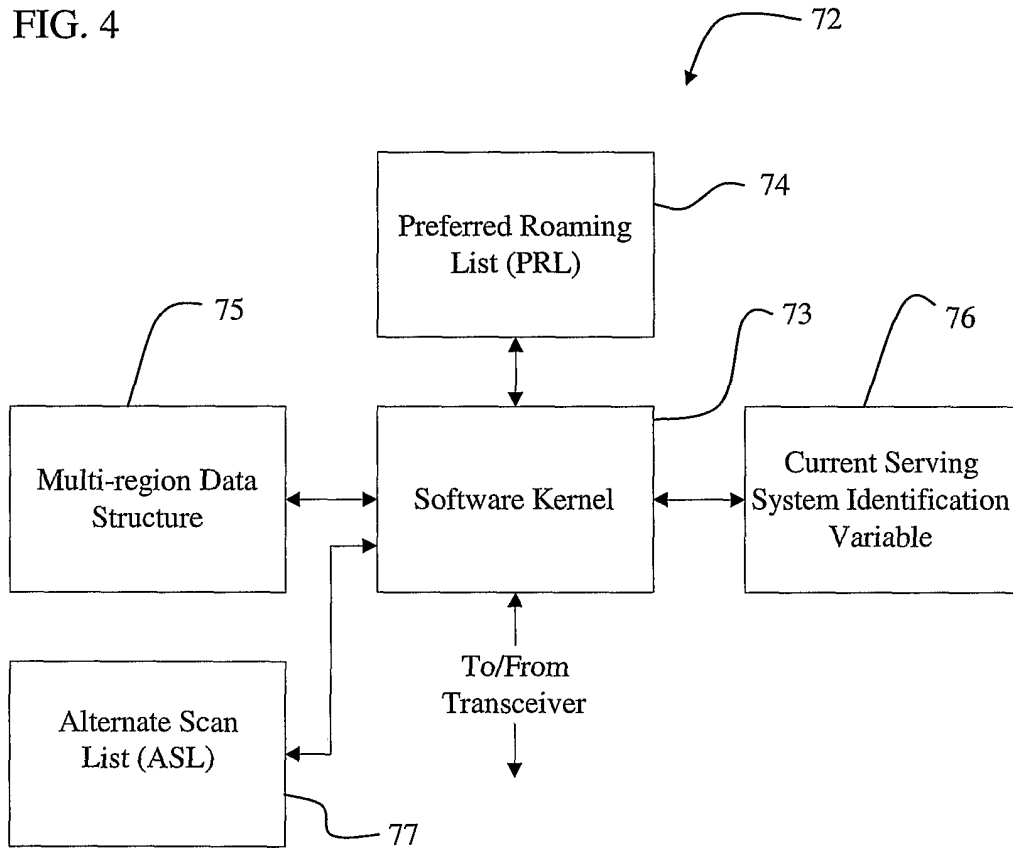 FIG. 4
72
Preferred Roaming
List (PRL)
74
75
73
76
Multi-region Data
Structure
Software Kernel
Current Serving
System Identification
Variable
To/From
Transceiver
Alternate Scan
List (ASL)
77